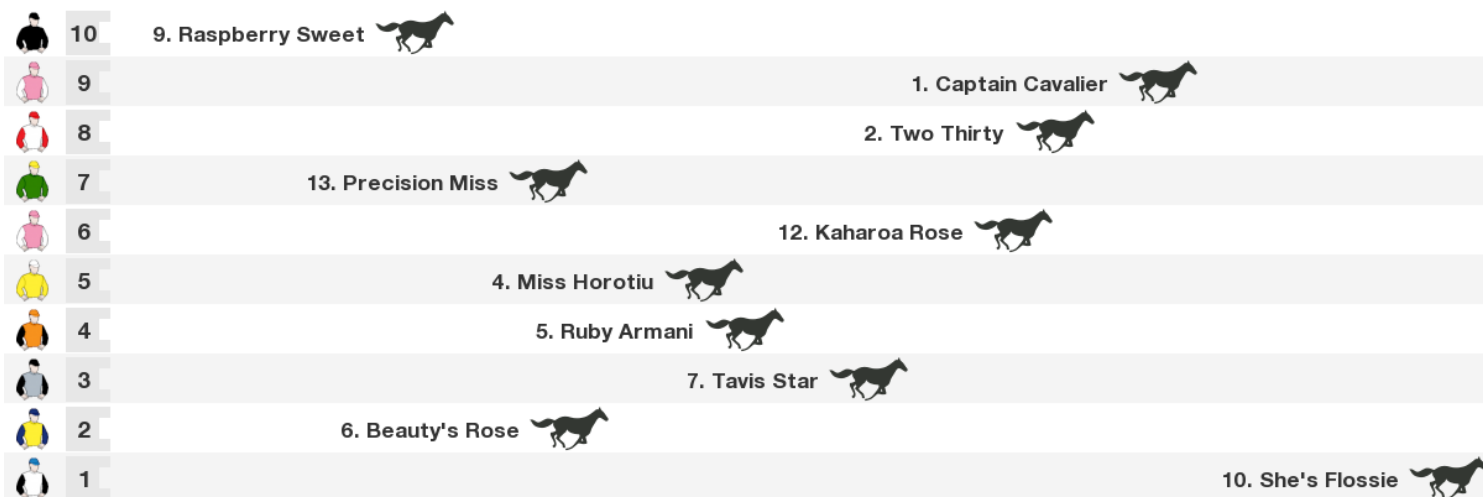 10 9. Raspberry Sweet
9 1. Captain Cavalier
8 2. Two Thirty
7 13. Precision Miss
6 12. Kaharoa Rose
5 4. Miss Horotiu
4 5. Ruby Armani
3 7. Tavis Star
2 6. Beauty's Rose
1 10. She's Flossie